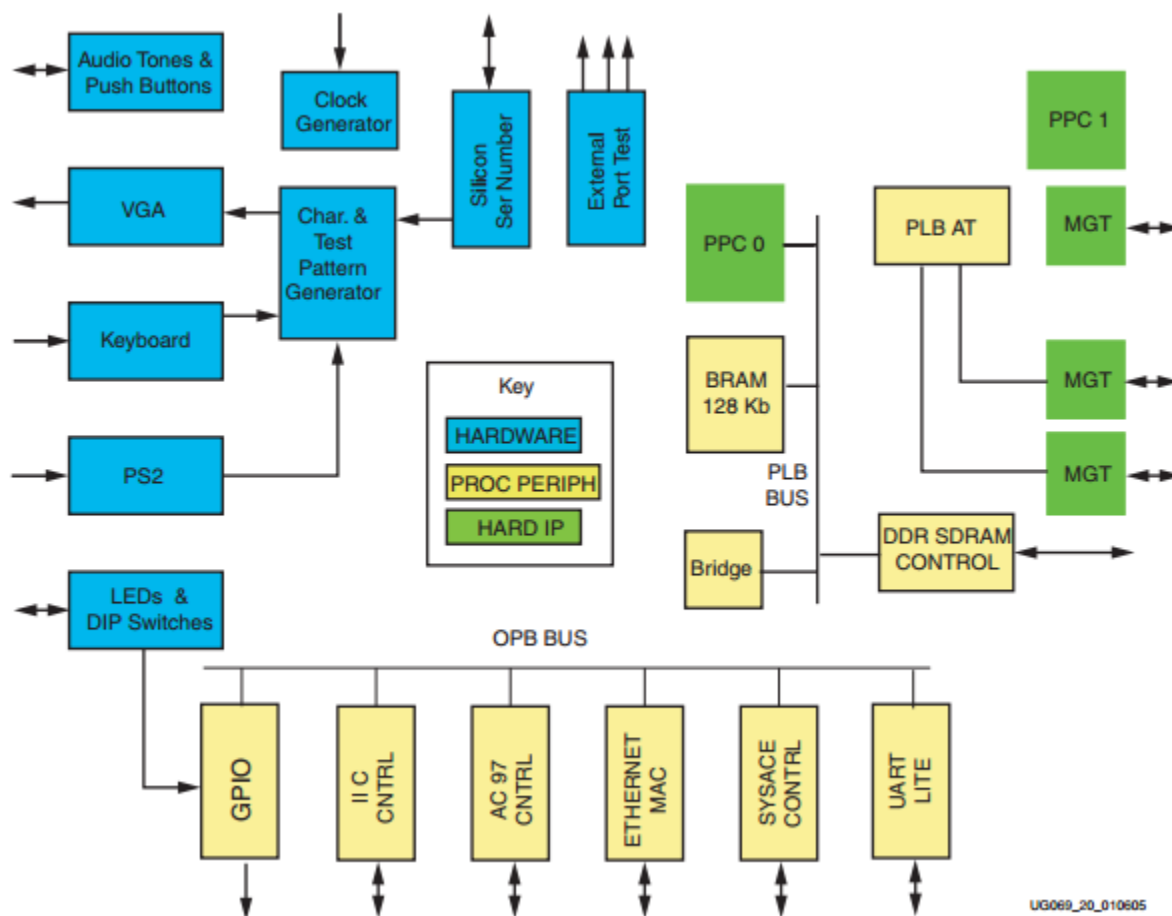 Audio Tones &
Push Buttons
Clock
Generator
Silicon
Ser Number
External
Port Test
PPC 1
VGA
Char. &
Test
Pattern
Generator
PPC 0
PLB AT
MGT
Keyboard
BRAM
128 Kb
MGT
Key
HARDWARE
PROC PERIPH
HARD IP
PS2
PLB
BUS
MGT
DDR SDRAM
CONTROL
Bridge
LEDs &
DIP Switches
OPB BUS
GPIO
II C
CNTRL
AC 97
CNTRL
ETHERNET
MAC
SYSACE
CONTRL
UART
LITE
UG069_20_010605